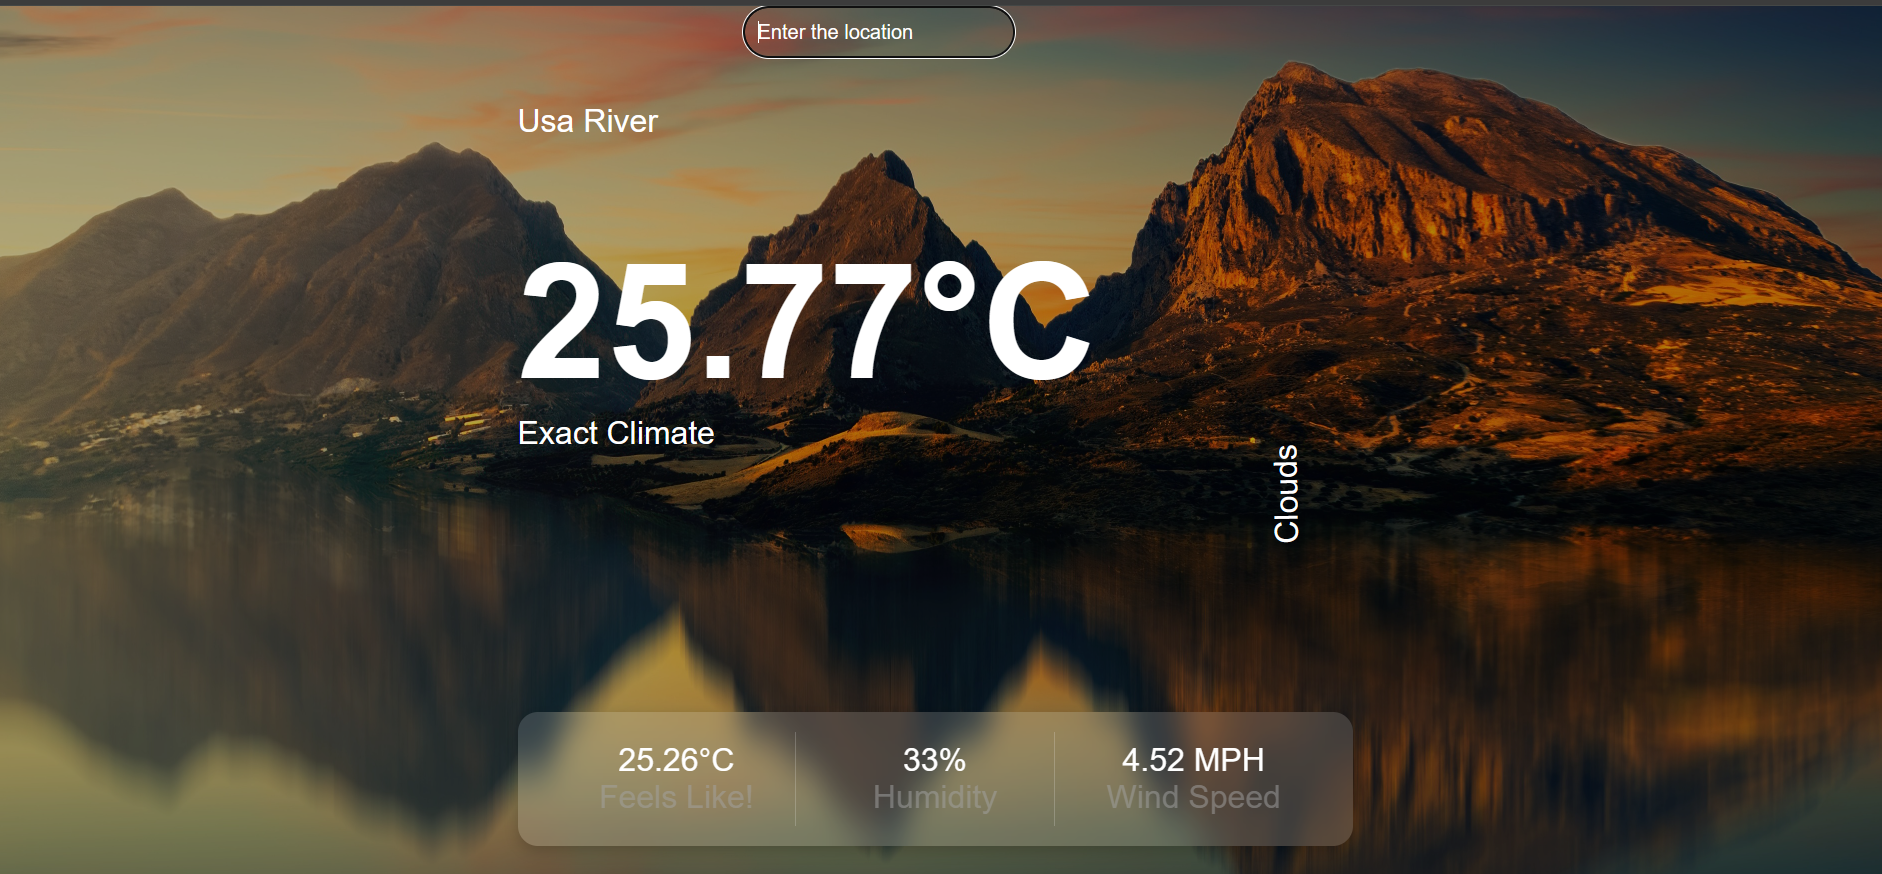 Enter the location
Usa River
25.77°C
Exact Climate
Clouds
25.26°C
Feels Like!
33%
Humidity
4.52 MPH
Wind Speed